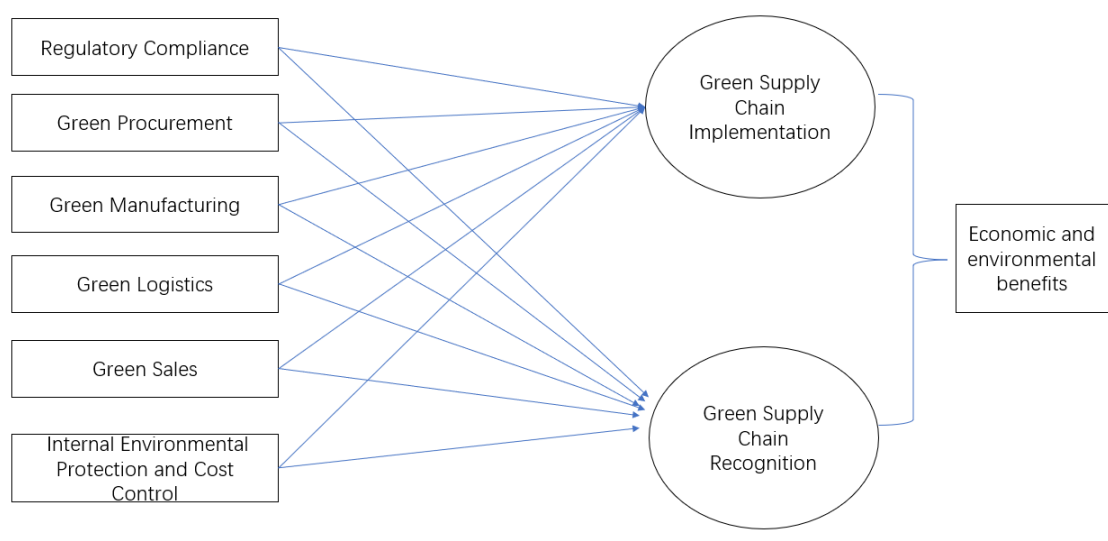 Regulatory Compliance
Green Procurement
Green Manufacturing
Green Logistics
Green Sales
Internal Environmental
Protection and Cost
Control
Green Supply
Chain
Implementation
Green Supply
Chain
Recognition
Economic and
environmental
benefits